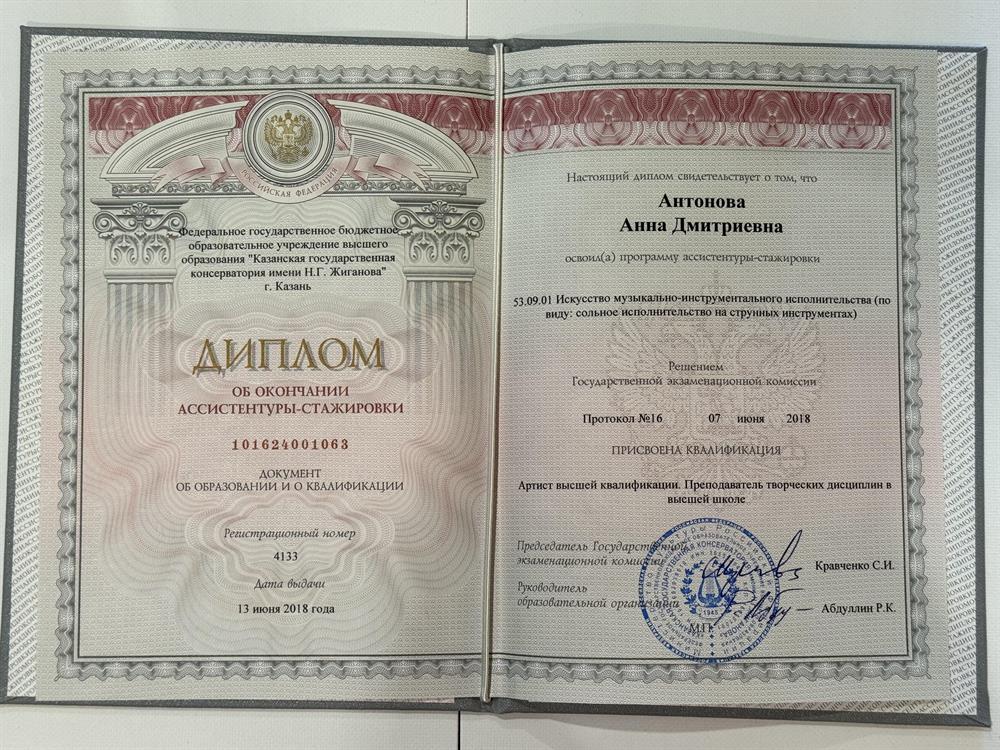 РОССИЙСКАЯ ФЕДЕРАЦИЯ
Федеральное государственное бюджетное
образовательное учреждение высшего
образования "Казанская государственная
консерватория имени Н.Г. Жиганова"
г. Казань
ДИПЛОМ
ОБ ОКОНЧАНИИ
АССИСТЕНТУРЫ-СТАЖИРОВКИ
101624001063
ДОКУМЕНТ
ОБ ОБРАЗОВАНИИ И О КВАЛИФИКАЦИИ
Регистрационный номер
4133
Дата выдачи
13 июня 2018 года
Настоящий диплом свидетельствует о том, что
Антонова
Анна Дмитриевна
освоил(а) программу ассистентуры-стажировки
53.09.01 Искусство музыкально-инструментального исполнительства (по
виду: сольное исполнительство на струнных инструментах)
Решением
Государственной экзаменационной комиссии
Протокол №16 07 июня 2018
ПРИСВОЕНА КВАЛИФИКАЦИЯ
Артист высшей квалификации. Преподаватель творческих дисциплин в
высшей школе
Председатель Государственной
экзаменационной комиссии
Кравченко С.И.
Руководитель
образовательной организации
Абдуллин Р.К.
М.П.
1945